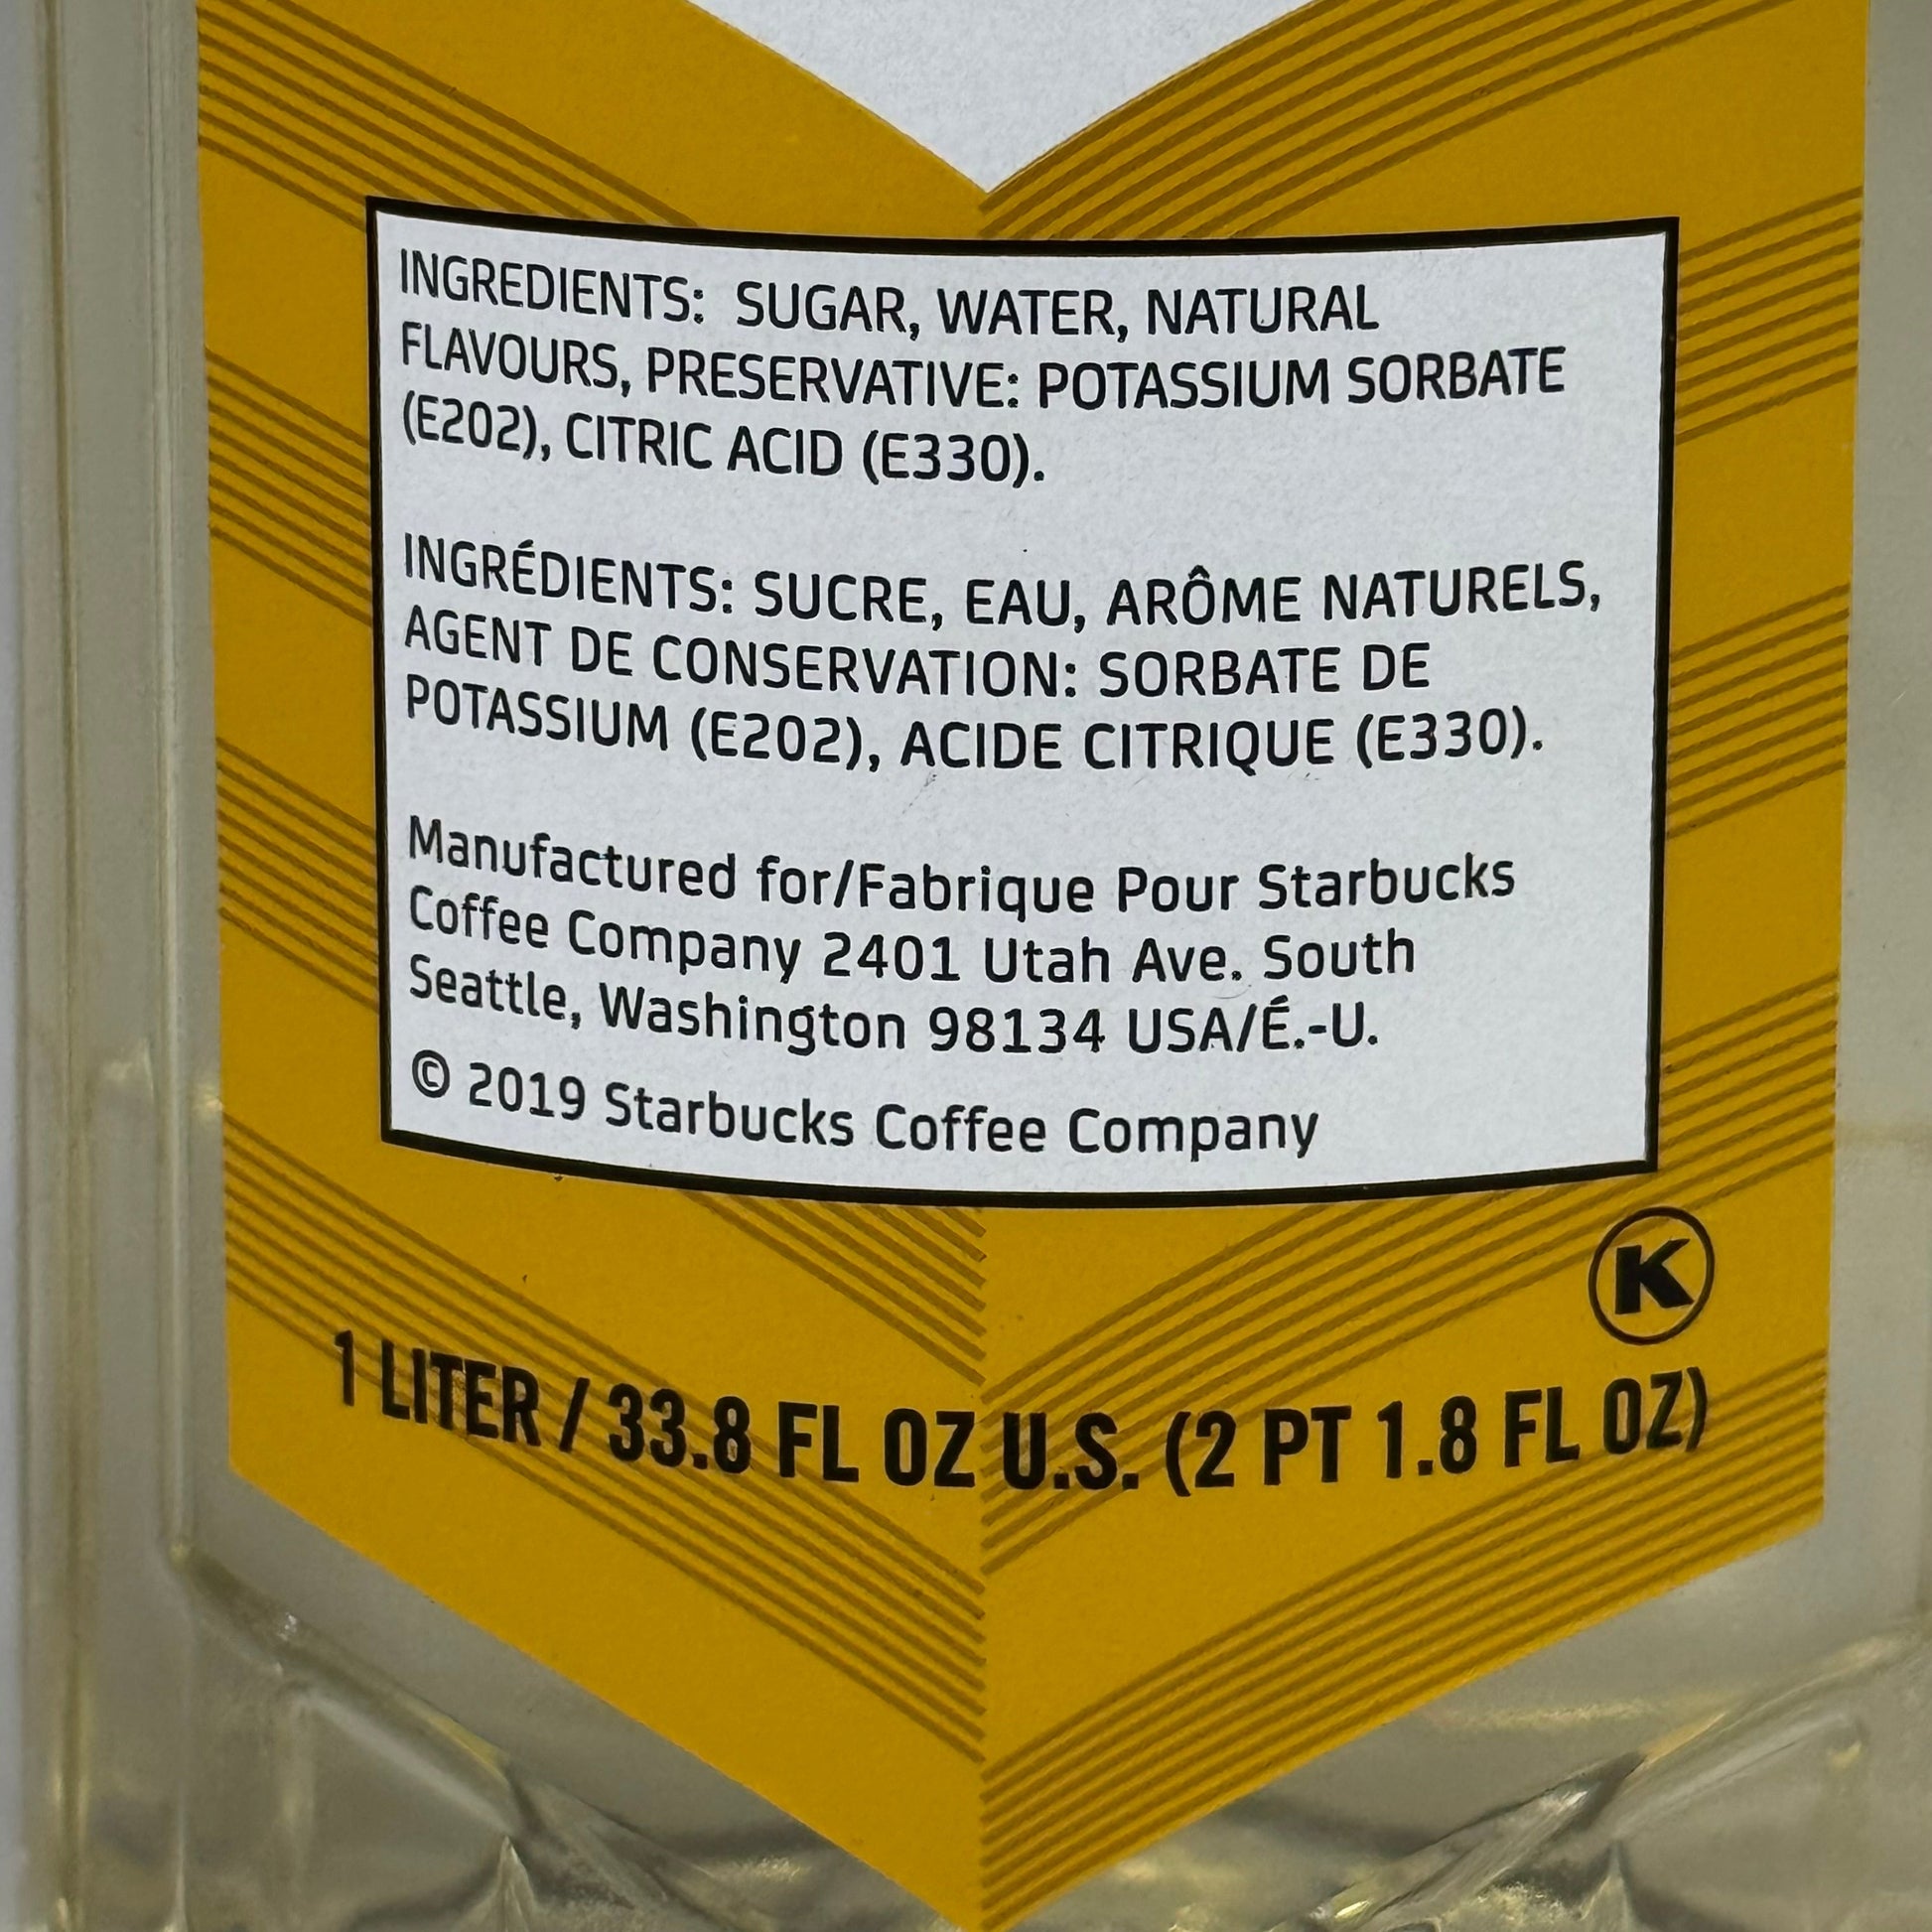 INGREDIENTS: SUGAR, WATER, NATURAL
FLAVOURS, PRESERVATIVE: POTASSIUM SORBATE
(E202), CITRIC ACID (E330).
INGRÉDIENTS: SUCRE, EAU, ARÔME NATURELS,
AGENT DE CONSERVATION: SORBATE DE
POTASSIUM (E202), ACIDE CITRIQUE (E330).
Manufactured for/Fabrique Pour Starbucks
Coffee Company 2401 Utah Ave. South
Seattle, Washington 98134 USA/É.-U.
© 2019 Starbucks Coffee Company
K
1 LITER / 33.8 FL OZ U.S. (2 PT 1.8 FL OZ)